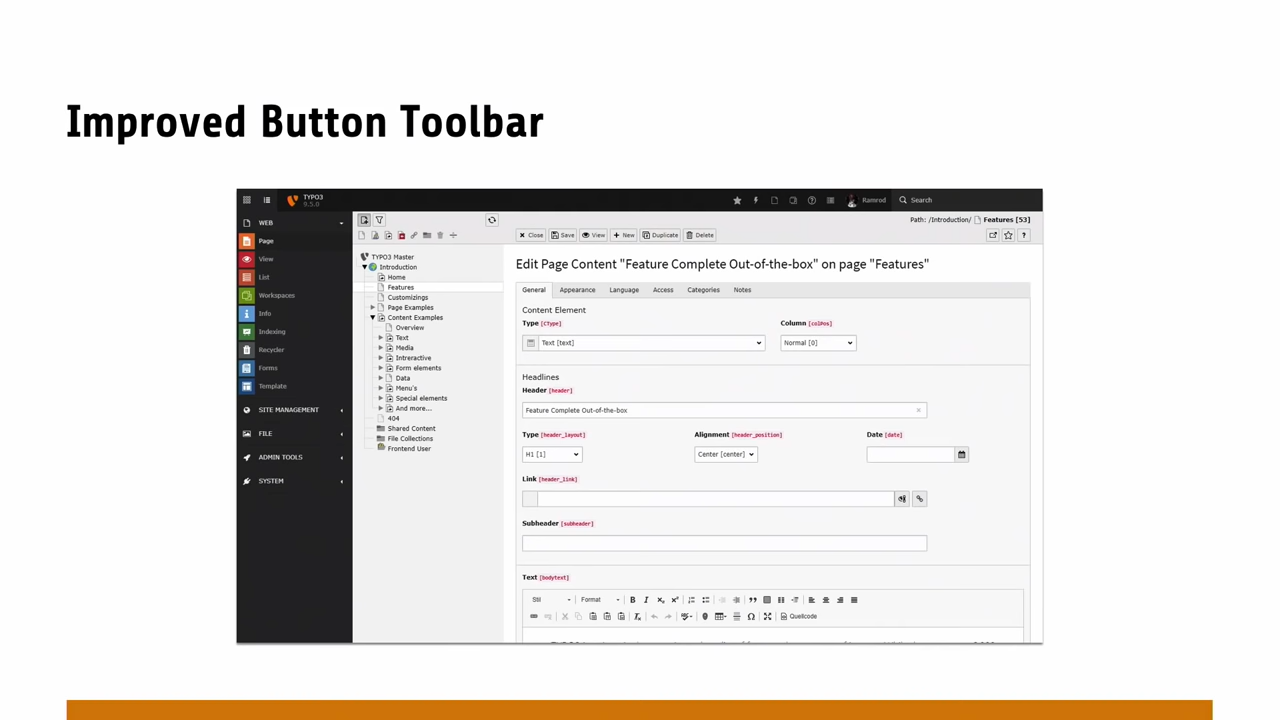 Improved Button Toolbar
TYPO3
9.5.0
Ramrod
Search
WEB
Page
View
List
Workspaces
Info
Indexing
Recycler
Forms
Template
SITE MANAGEMENT
FILE
ADMIN TOOLS
SYSTEM
TYPO3 Master
Introduction
Home
Features
Customizings
Page Examples
Content Examples
Overview
Text
Media
Intreractive
Form elements
Data
Menu's
Special elements
And more...
404
Shared Content
File Collections
Frontend User
Path: /Introduction/ Features [53]
Close Save View New Duplicate Delete
Edit Page Content "Feature Complete Out-of-the-box" on page "Features"
General Appearance Language Access Categories Notes
Content Element
Type [CType] Column [colPos]
Text [text] Normal [0]
Headlines
Header [header]
Feature Complete Out-of-the-box
Type [header_layout] Alignment [header_position] Date [date]
H1 [1] Center [center]
Link [header_link]
Subheader [subheader]
Text [bodytext]
Stil Format
Quellcode